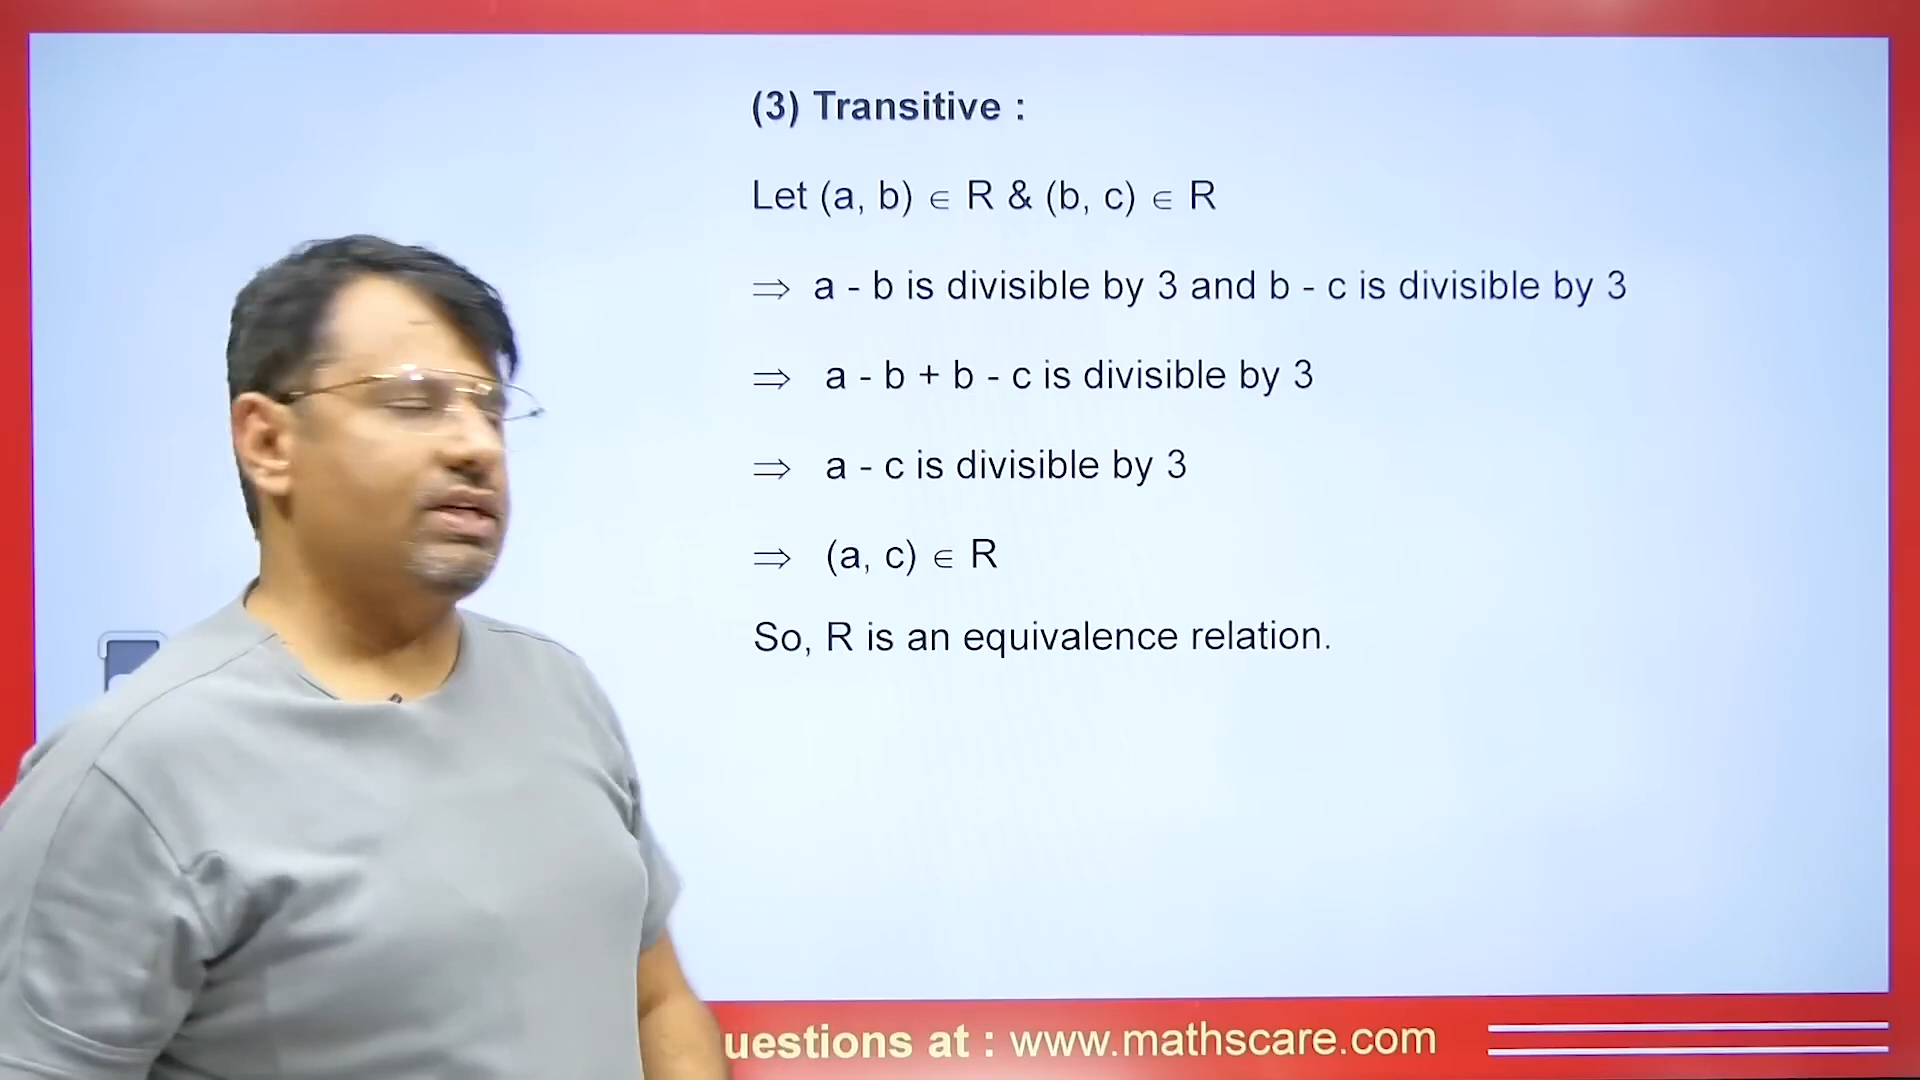 (3) Transitive :
Let (a, b) ∈ R & (b, c) ∈ R
⇒ a - b is divisible by 3 and b - c is divisible by 3
⇒ a - b + b - c is divisible by 3
⇒ a - c is divisible by 3
⇒ (a, c) ∈ R
So, R is an equivalence relation.
uestions at : www.mathscare.com